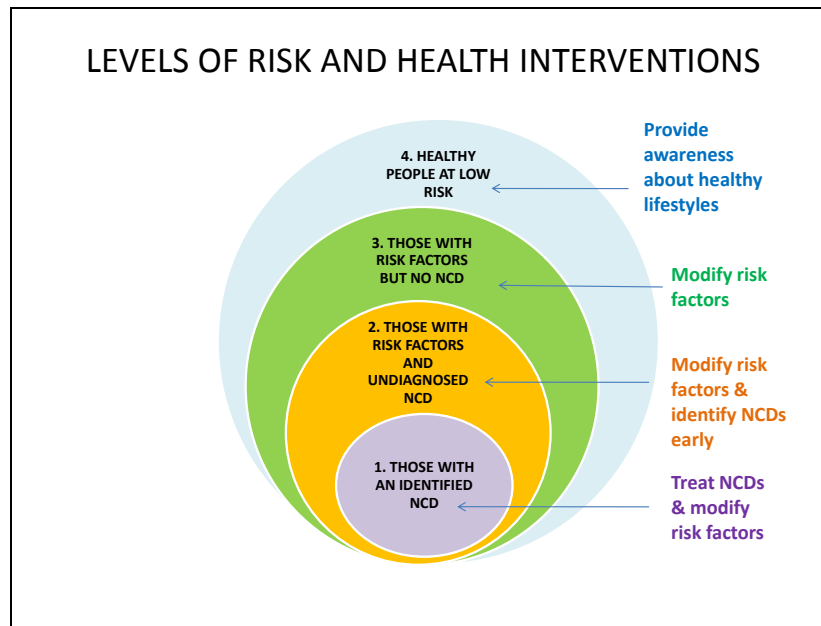 LEVELS OF RISK AND HEALTH INTERVENTIONS
4. HEALTHY
PEOPLE AT LOW
RISK
Provide
awareness
about healthy
lifestyles
3. THOSE WITH
RISK FACTORS
BUT NO NCD
Modify risk
factors
2. THOSE WITH
RISK FACTORS
AND
UNDIAGNOSED
NCD
Modify risk
factors &
identify NCDs
early
1. THOSE WITH
AN IDENTIFIED
NCD
Treat NCDs
& modify
risk factors